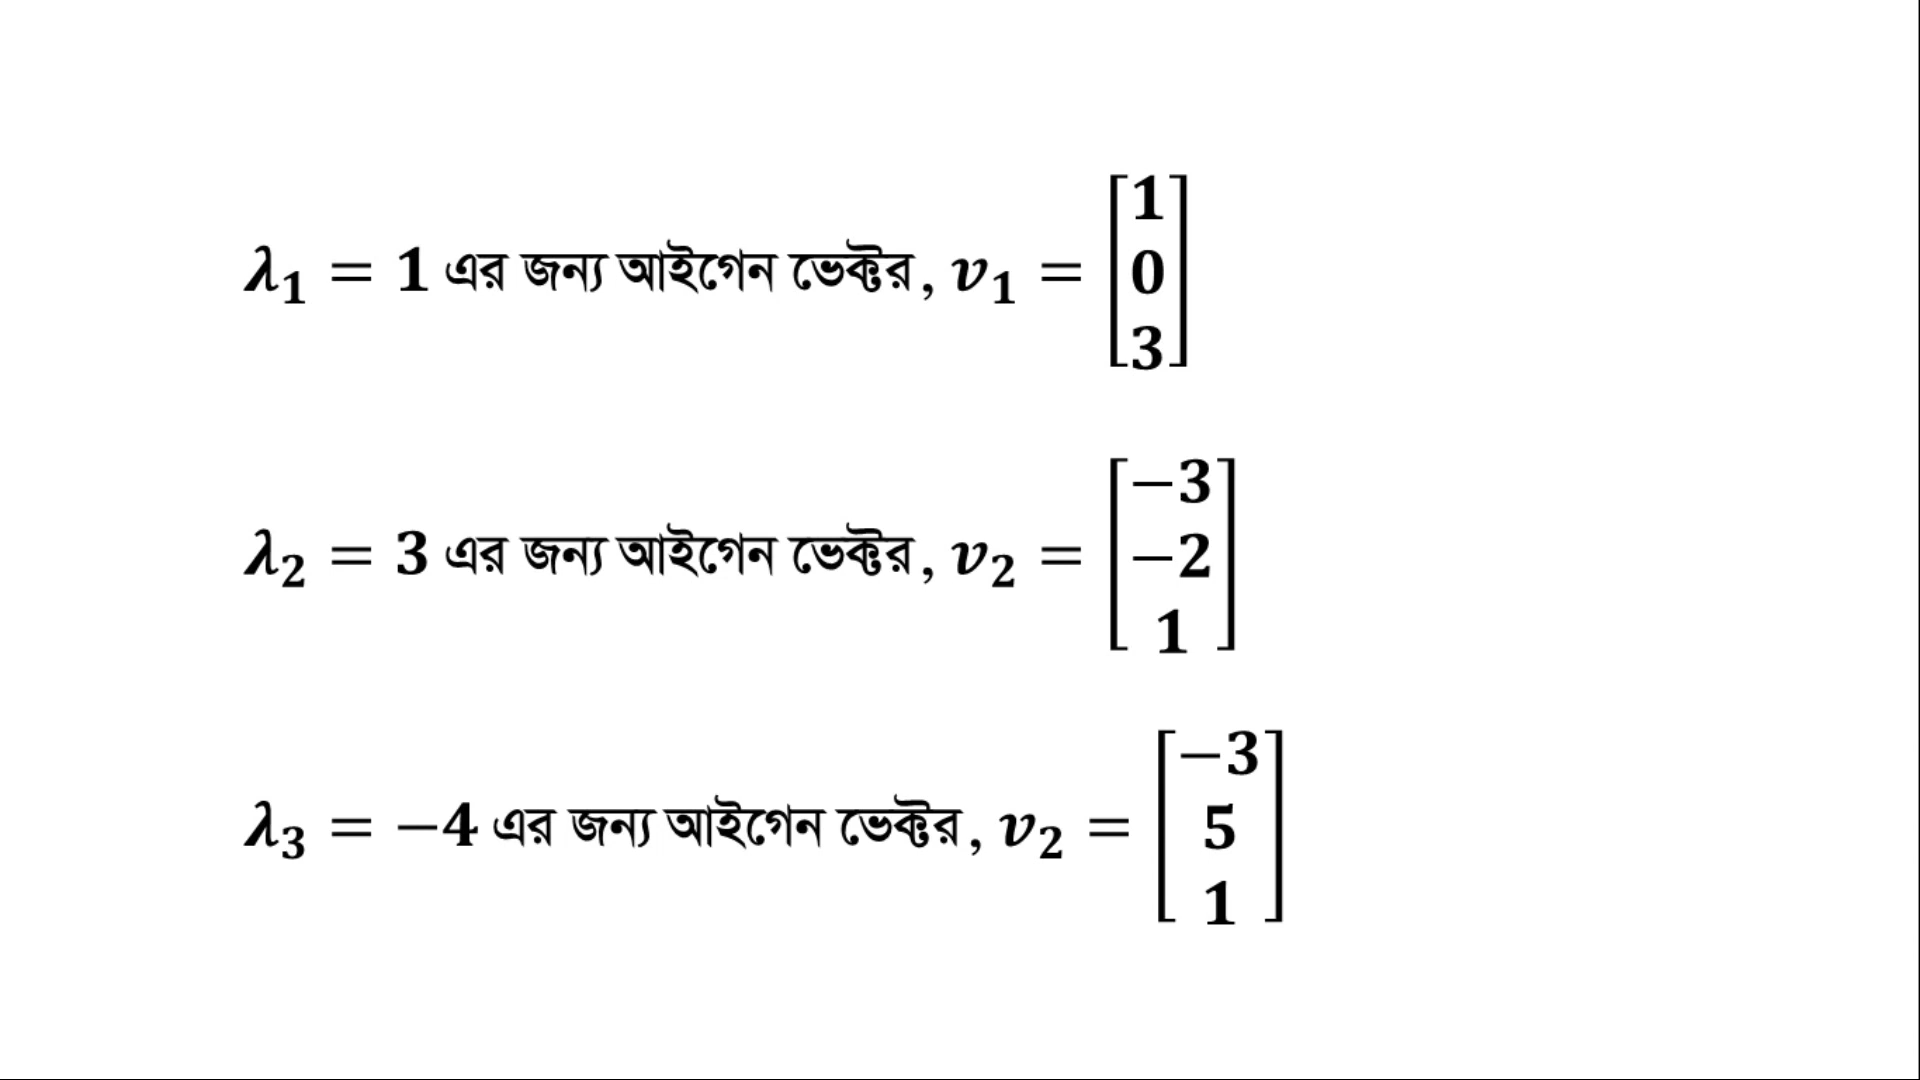 λ₁ = 1 এর জন্য আইগেন ভেক্টর, v₁ = [1 0 3]
λ₂ = 3 এর জন্য আইগেন ভেক্টর, v₂ = [−3 −2 1]
λ₃ = −4 এর জন্য আইগেন ভেক্টর, v₂ = [−3 5 1]